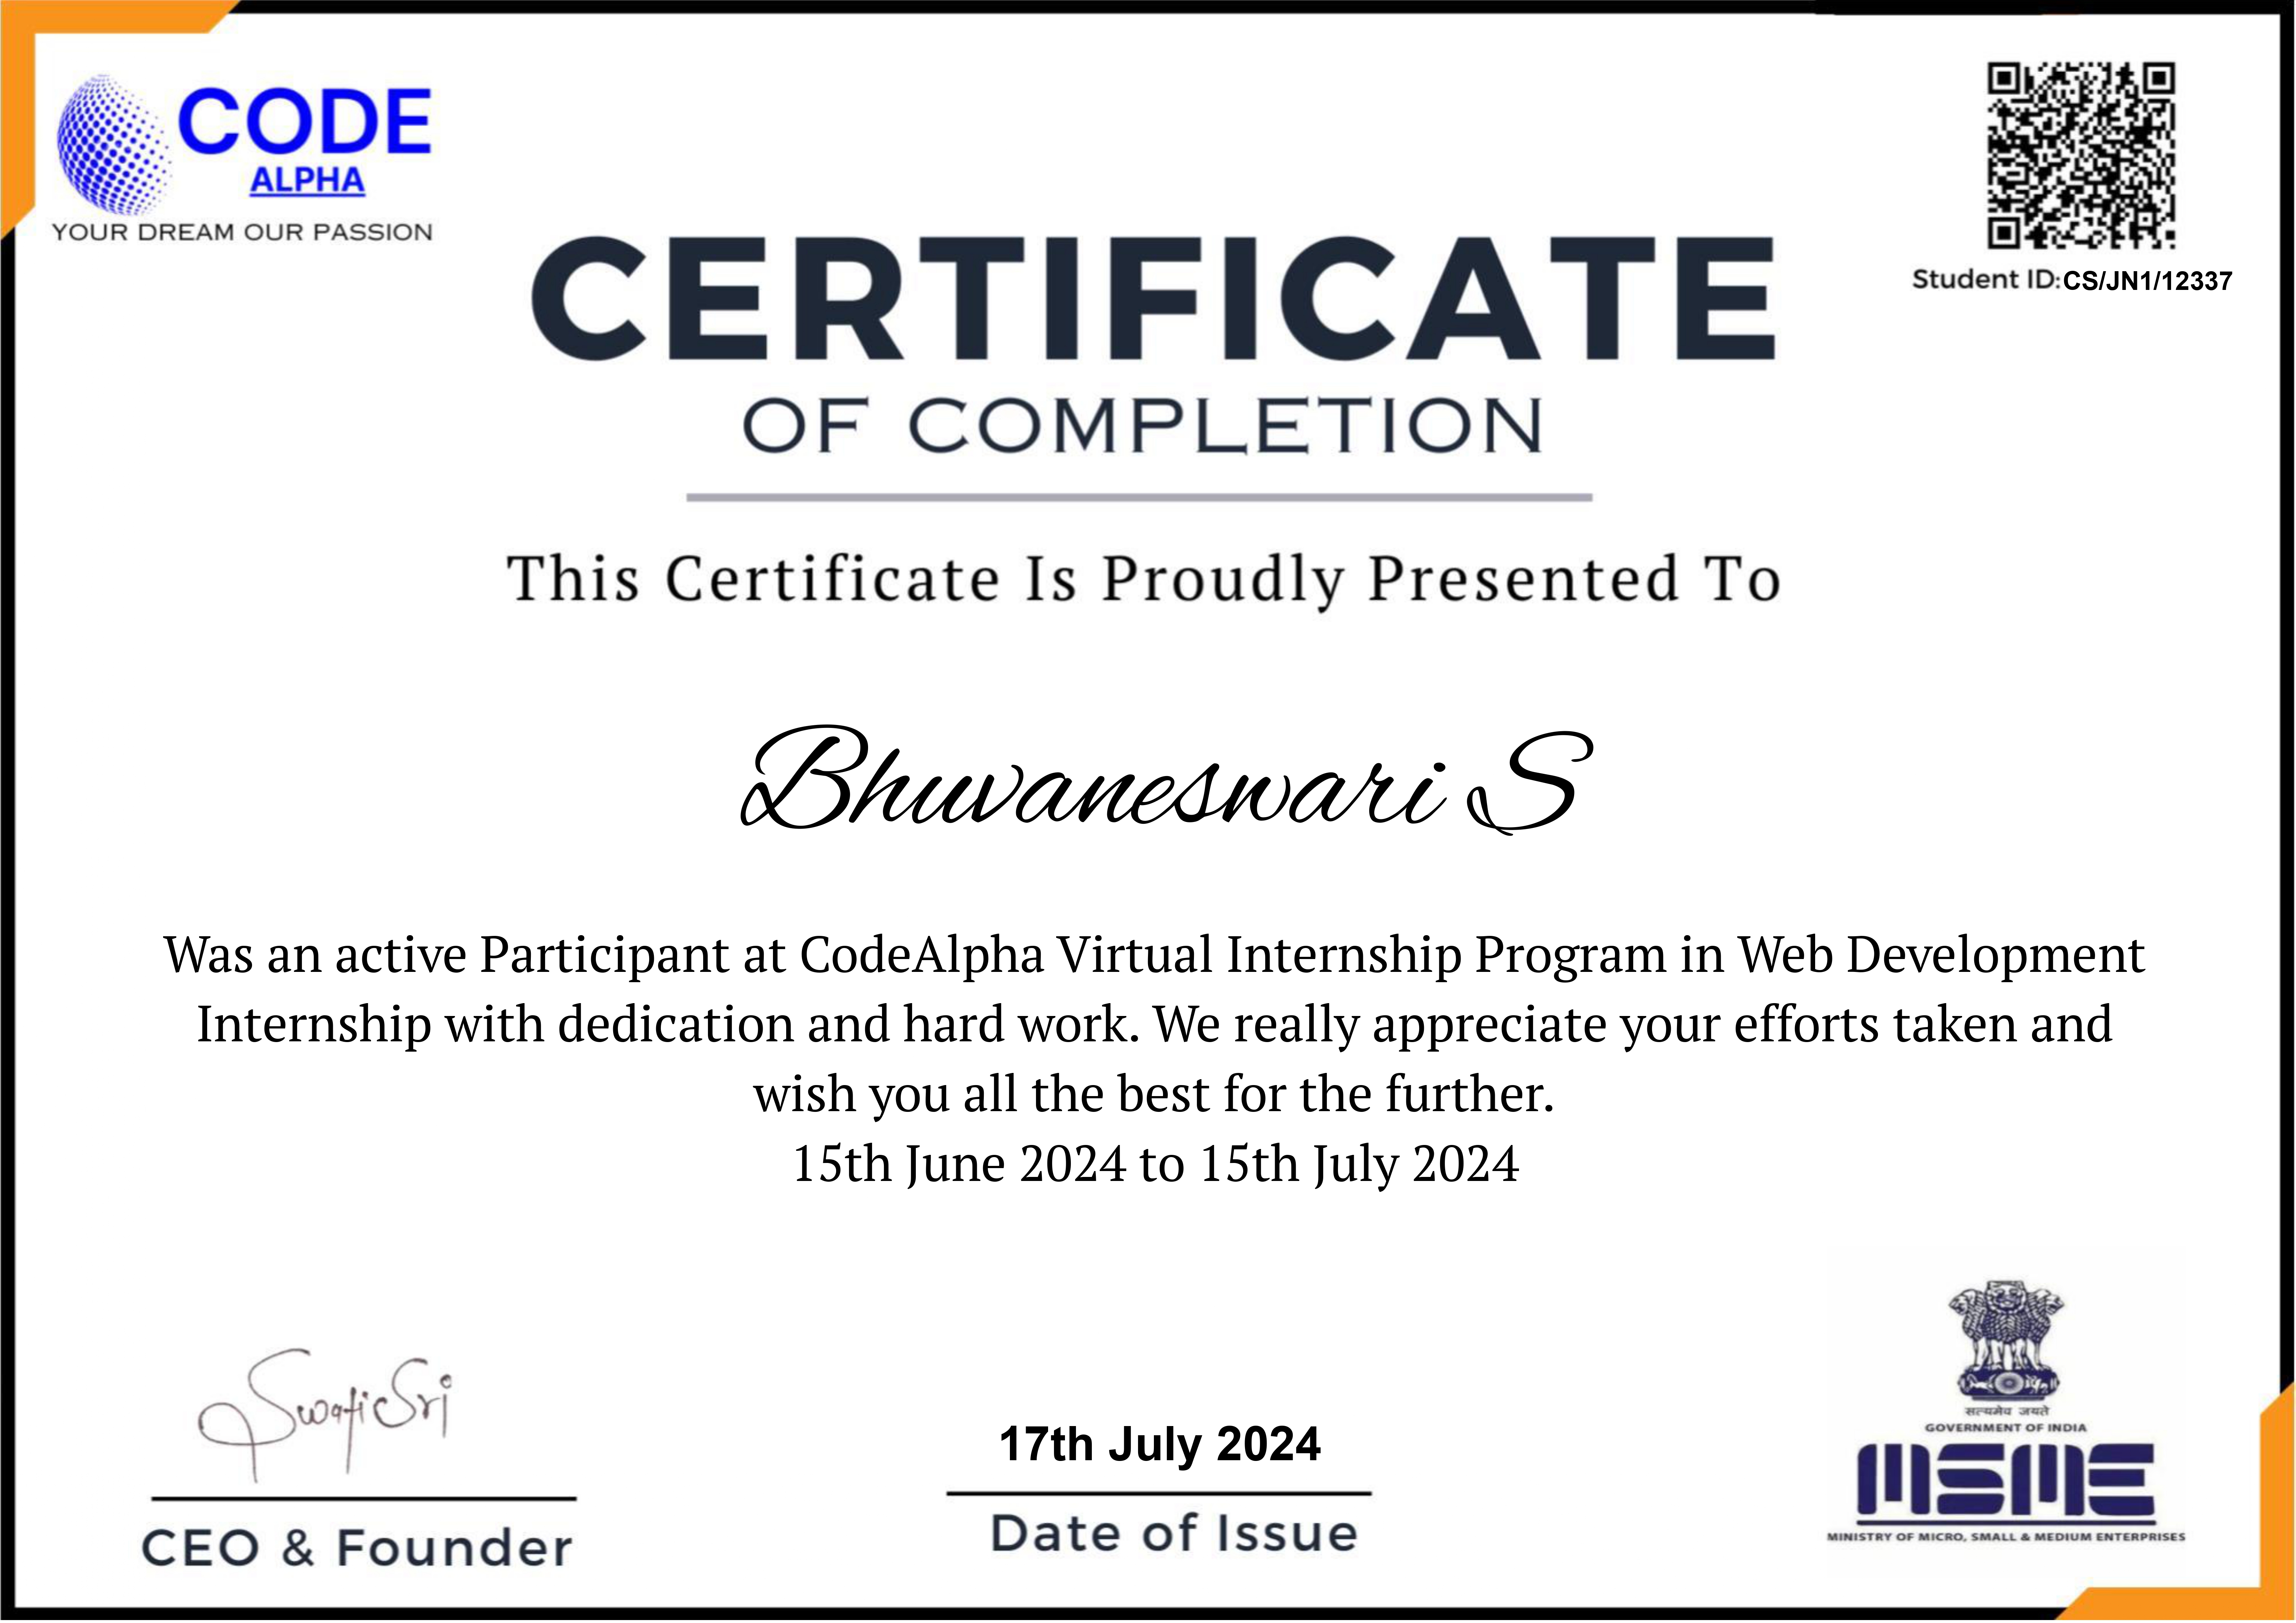 CODE
ALPHA
YOUR DREAM OUR PASSION
Student ID:CS/JN1/12337
CERTIFICATE
OF COMPLETION
This Certificate Is Proudly Presented To
Bhuvaneswari S
Was an active Participant at CodeAlpha Virtual Internship Program in Web Development
Internship with dedication and hard work. We really appreciate your efforts taken and
wish you all the best for the further.
15th June 2024 to 15th July 2024
Swati Sri
CEO & Founder
17th July 2024
Date of Issue
सत्यमेव जयते
GOVERNMENT OF INDIA
MSME
MINISTRY OF MICRO, SMALL & MEDIUM ENTERPRISES